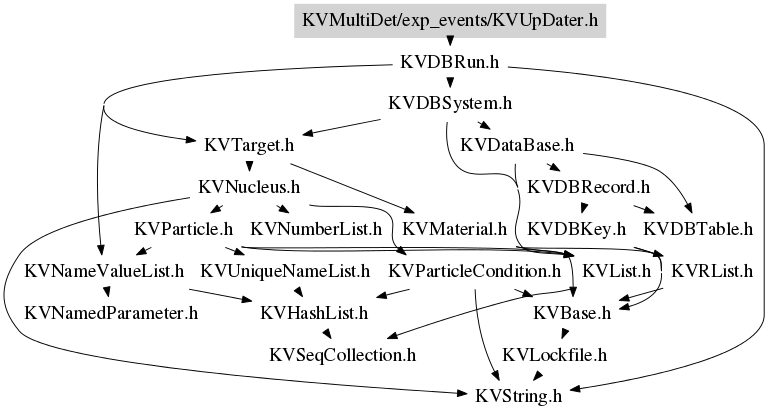 KVMultiDet/exp_events/KVUpDater.h
KVDBRun.h
KVDBSystem.h
KVTarget.h
KVDataBase.h
KVNucleus.h
KVDBRecord.h
KVParticle.h
KVNumberList.h
KVMaterial.h
KVDBKey.h
KVDBTable.h
KVNameValueList.h
KVUniqueNameList.h
KVParticleCondition.h
KVList.h
KVRList.h
KVNamedParameter.h
KVHashList.h
KVBase.h
KVSeqCollection.h
KVLockfile.h
KVString.h